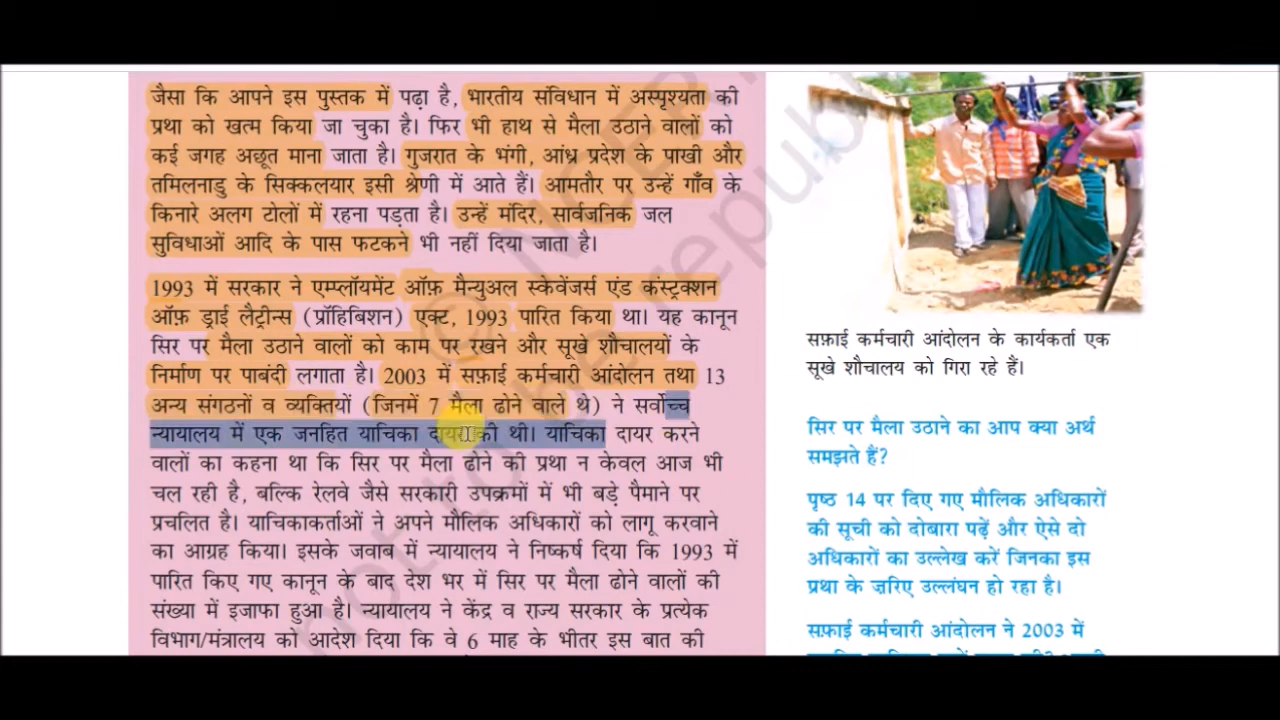 जैसा कि आपने इस पुस्तक में पढ़ा है, भारतीय संविधान में अस्पृश्यता की
प्रथा को खत्म किया जा चुका है। फिर भी हाथ से मैला उठाने वालों को
कई जगह अछूत माना जाता है। गुजरात के भंगी, आंध्र प्रदेश के पाखी और
तमिलनाडु के सिक्कलयार इसी श्रेणी में आते हैं। आमतौर पर उन्हें गाँव के
किनारे अलग टोलों में रहना पड़ता है। उन्हें मंदिर, सार्वजनिक जल
सुविधाओं आदि के पास फटकने भी नहीं दिया जाता है।
1993 में सरकार ने एम्प्लॉयमेंट ऑफ़ मैन्युअल स्केवेंजर्स एंड कंस्ट्रक्शन
ऑफ़ ड्राई लैट्रीन्स (प्रॉहिबिशन) एक्ट, 1993 पारित किया था। यह कानून
सिर पर मैला उठाने वालों को काम पर रखने और सूखे शौचालयों के
निर्माण पर पाबंदी लगाता है। 2003 में सफ़ाई कर्मचारी आंदोलन तथा 13
अन्य संगठनों व व्यक्तियों (जिनमें 7 मैला ढोने वाले थे) ने सर्वोच्च
न्यायालय में एक जनहित याचिका दायर की थी। याचिका दायर करने
वालों का कहना था कि सिर पर मैला ढोने की प्रथा न केवल आज भी
चल रही है, बल्कि रेलवे जैसे सरकारी उपक्रमों में भी बड़े पैमाने पर
प्रचलित है। याचिकाकर्ताओं ने अपने मौलिक अधिकारों को लागू करवाने
का आग्रह किया। इसके जवाब में न्यायालय ने निष्कर्ष दिया कि 1993 में
पारित किए गए कानून के बाद देश भर में सिर पर मैला ढोने वालों की
संख्या में इजाफा हुआ है। न्यायालय ने केंद्र व राज्य सरकार के प्रत्येक
विभाग/मंत्रालय को आदेश दिया कि वे 6 माह के भीतर इस बात की
सफ़ाई कर्मचारी आंदोलन के कार्यकर्ता एक
सूखे शौचालय को गिरा रहे हैं।
सिर पर मैला उठाने का आप क्या अर्थ
समझते हैं?
पृष्ठ 14 पर दिए गए मौलिक अधिकारों
की सूची को दोबारा पढ़ें और ऐसे दो
अधिकारों का उल्लेख करें जिनका इस
प्रथा के ज़रिए उल्लंघन हो रहा है।
सफ़ाई कर्मचारी आंदोलन ने 2003 में